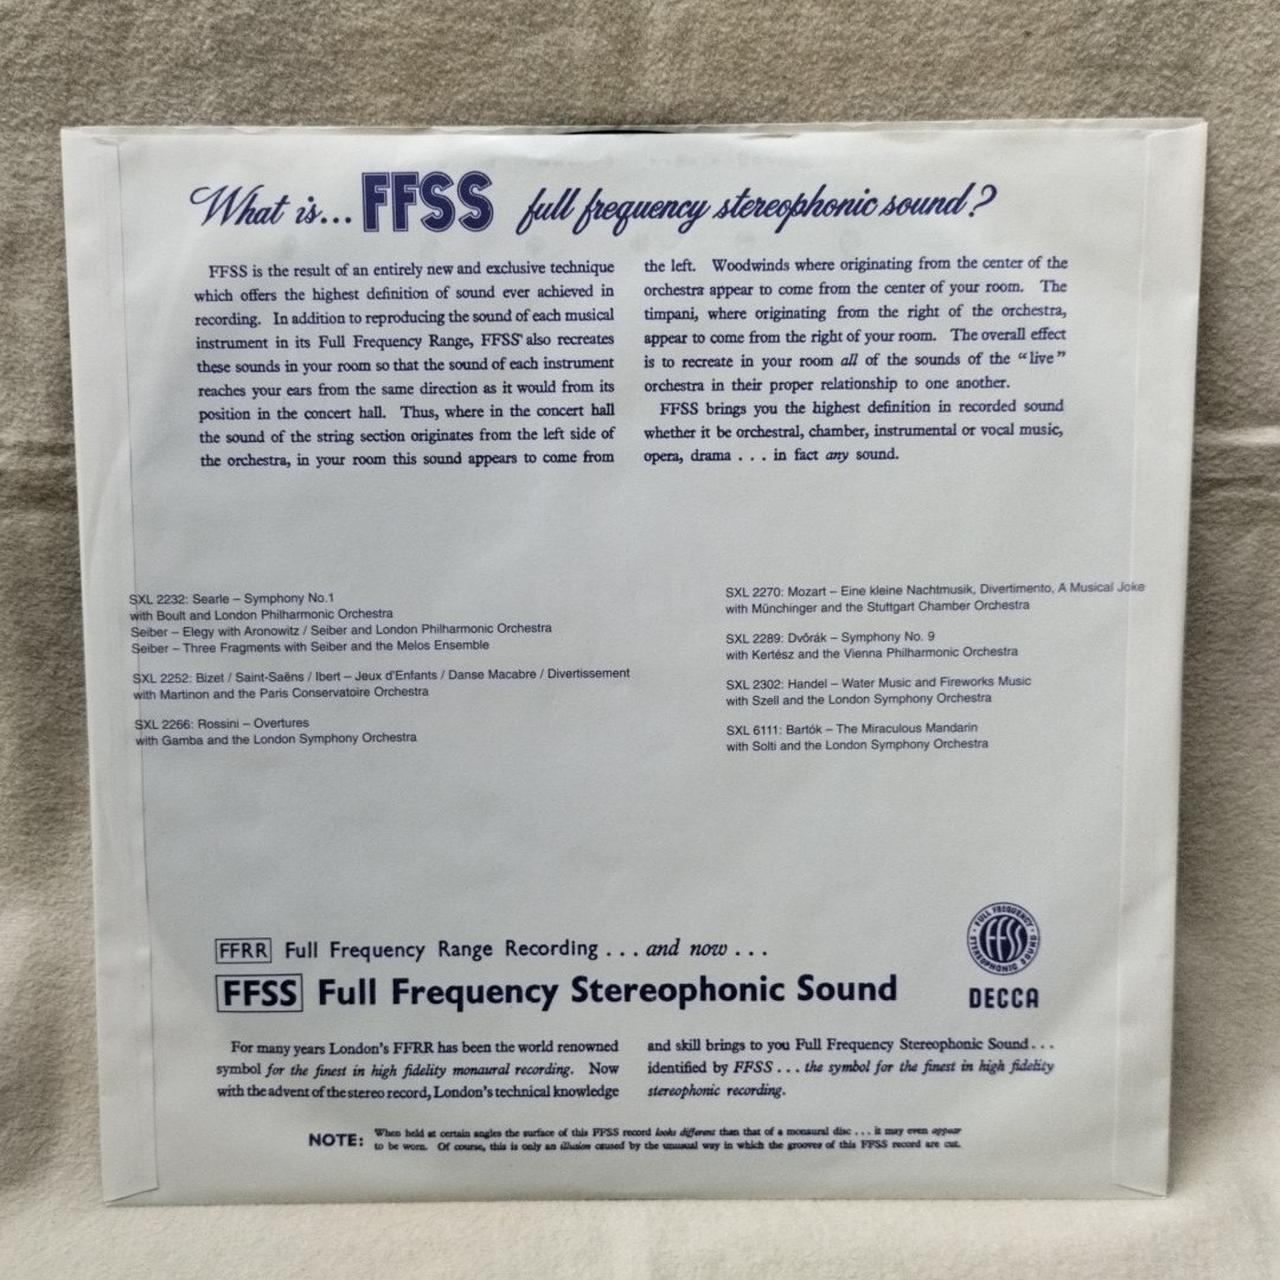 What is... FFSS full frequency stereophonic sound?
FFSS is the result of an entirely new and exclusive technique
which offers the highest definition of sound ever achieved in
recording. In addition to reproducing the sound of each musical
instrument in its Full Frequency Range, FFSS also recreates
these sounds in your room so that the sound of each instrument
reaches your ears from the same direction as it would from its
position in the concert hall. Thus, where in the concert hall
the sound of the string section originates from the left side of
the orchestra, in your room this sound appears to come from
the left. Woodwinds where originating from the center of the
orchestra appear to come from the center of your room. The
timpani, where originating from the right of the orchestra,
appear to come from the right of your room. The overall effect
is to recreate in your room all of the sounds of the “live”
orchestra in their proper relationship to one another.
FFSS brings you the highest definition in recorded sound
whether it be orchestral, chamber, instrumental or vocal music,
opera, drama . . . in fact any sound.
SXL 2232: Searle – Symphony No.1
with Boult and London Philharmonic Orchestra
Seiber – Elegy with Aronowitz / Seiber and London Philharmonic Orchestra
Seiber – Three Fragments with Seiber and the Melos Ensemble
SXL 2252: Bizet / Saint-Saëns / Ibert – Jeux d'Enfants / Danse Macabre / Divertissement
with Martinon and the Paris Conservatoire Orchestra
SXL 2266: Rossini – Overtures
with Gamba and the London Symphony Orchestra
SXL 2270: Mozart – Eine kleine Nachtmusik, Divertimento, A Musical Joke
with Münchinger and the Stuttgart Chamber Orchestra
SXL 2289: Dvôrák – Symphony No. 9
with Kertész and the Vienna Philharmonic Orchestra
SXL 2302: Handel – Water Music and Fireworks Music
with Szell and the London Symphony Orchestra
SXL 6111: Bartók – The Miraculous Mandarin
with Solti and the London Symphony Orchestra
FFRR Full Frequency Range Recording . . . and now . . .
FFSS Full Frequency Stereophonic Sound
FULL FREQUENCY
FFSS
STEREOPHONIC SOUND
DECCA
For many years London's FFRR has been the world renowned
symbol for the finest in high fidelity monaural recording. Now
with the advent of the stereo record, London's technical knowledge
and skill brings to you Full Frequency Stereophonic Sound . . .
identified by FFSS . . . the symbol for the finest in high fidelity
stereophonic recording.
NOTE: When held at certain angles the surface of this FFSS record looks different than that of a monaural disc . . . it may even appear
to be worn. Of course, this is only an illusion caused by the unusual way in which the grooves of this FFSS record are cut.